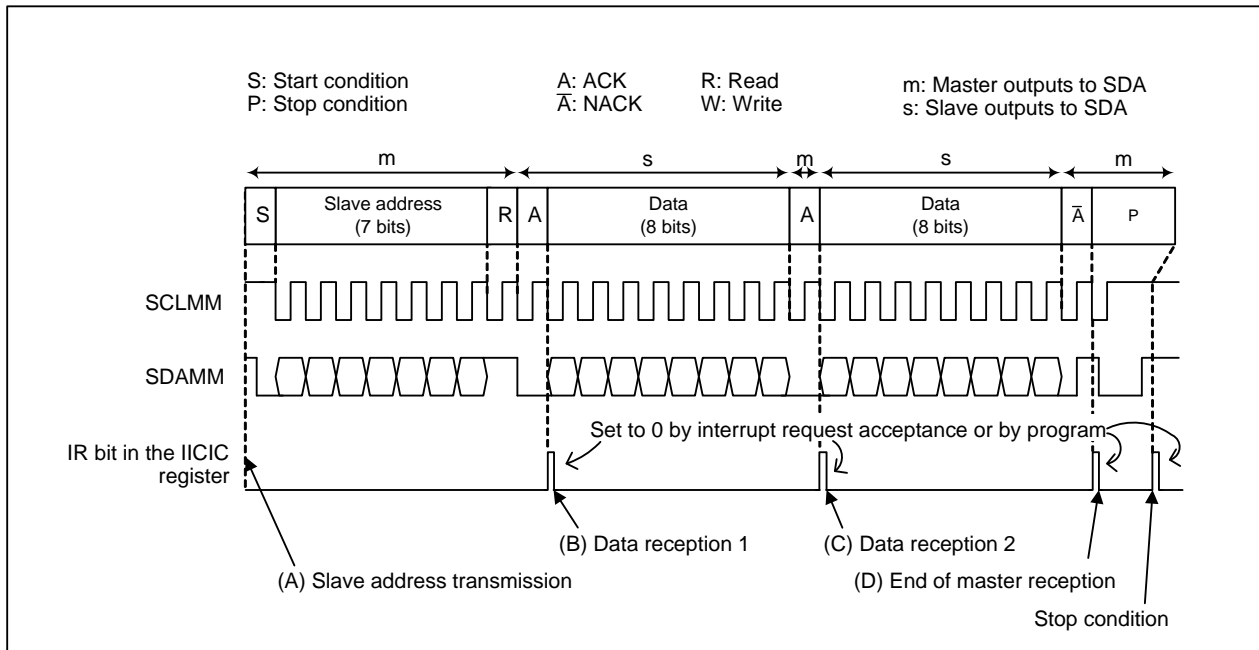 S: Start condition
P: Stop condition
A: ACK
A̅: NACK
R: Read
W: Write
m: Master outputs to SDA
s: Slave outputs to SDA
m s m s m
S Slave address (7 bits) R A Data (8 bits) A Data (8 bits) A̅ P
SCLMM
SDAMM
Set to 0 by interrupt request acceptance or by program
IR bit in the IICIC
register
(B) Data reception 1
(C) Data reception 2
(A) Slave address transmission
(D) End of master reception
Stop condition